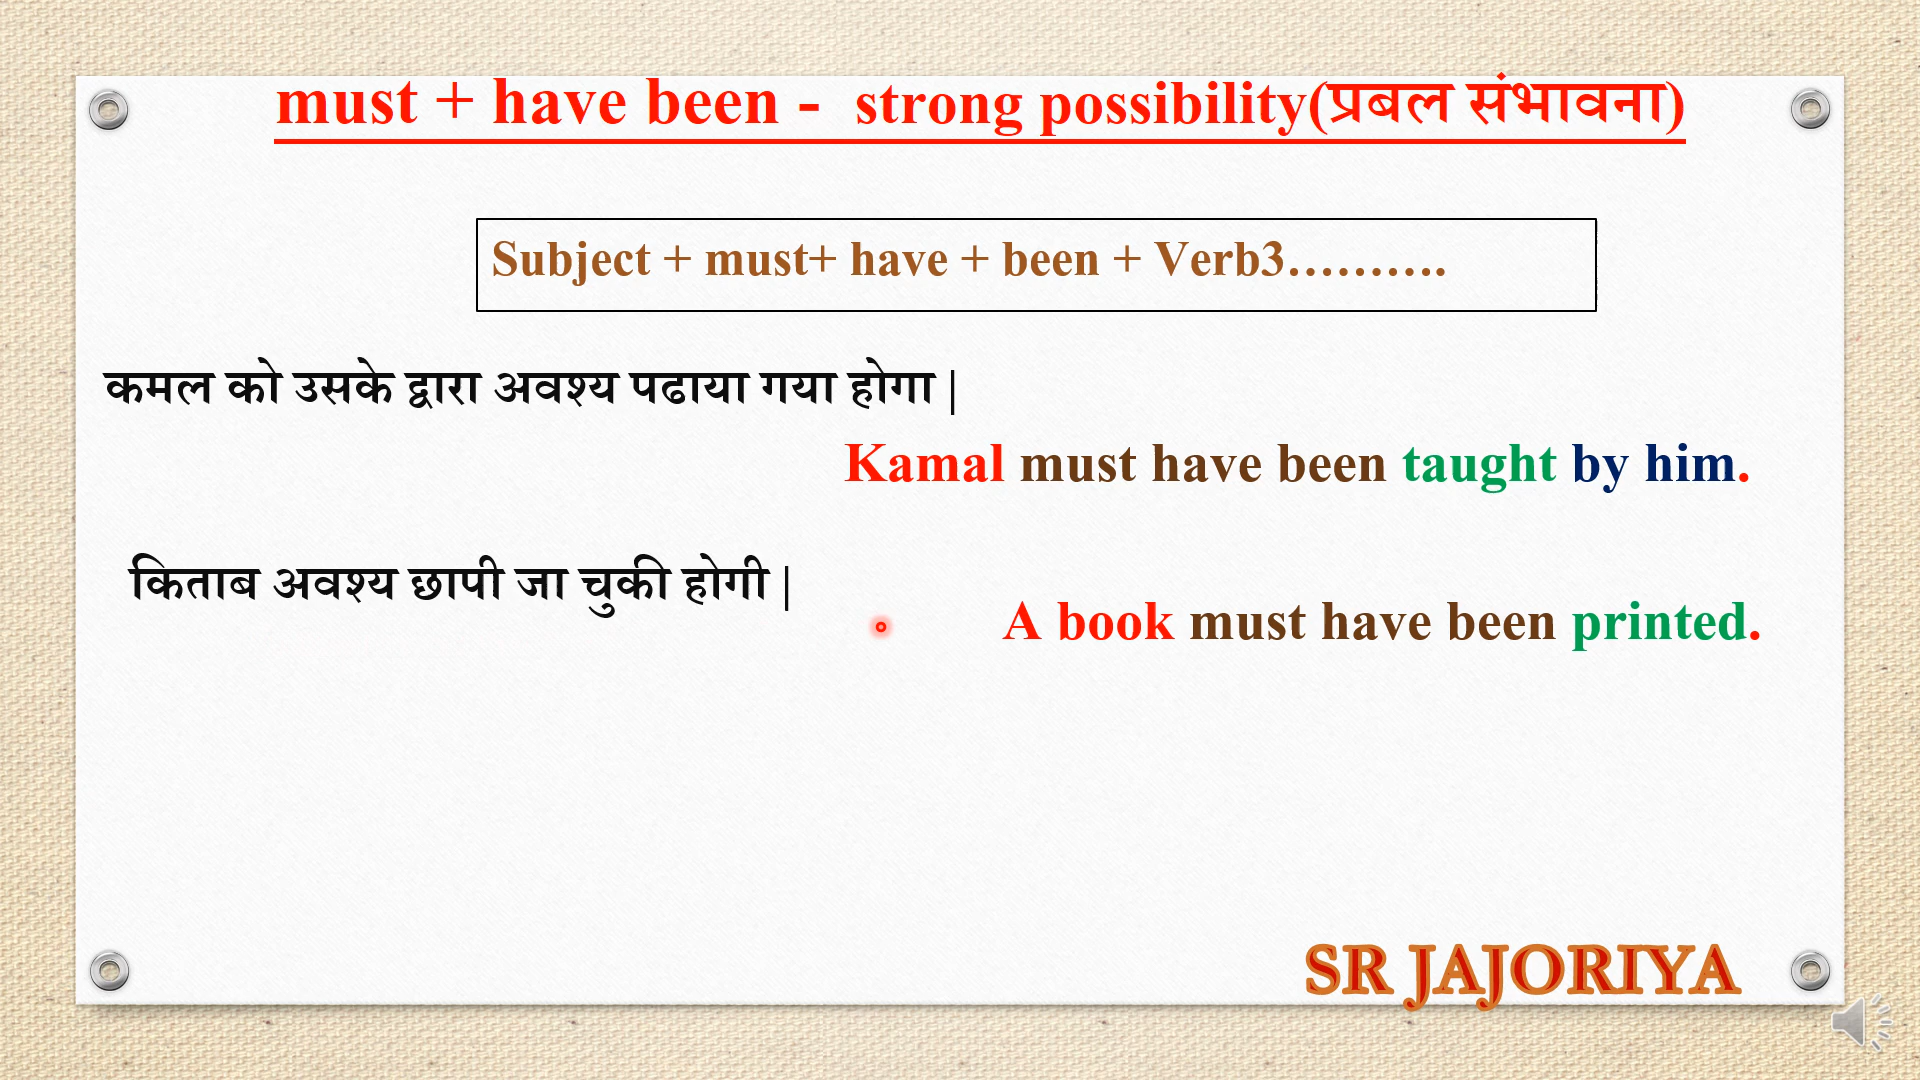 must + have been - strong possibility(प्रबल संभावना)
Subject + must+ have + been + Verb3……….
कमल को उसके द्वारा अवश्य पढाया गया होगा |
Kamal must have been taught by him.
किताब अवश्य छापी जा चुकी होगी |
A book must have been printed.
SR JAJORIYA